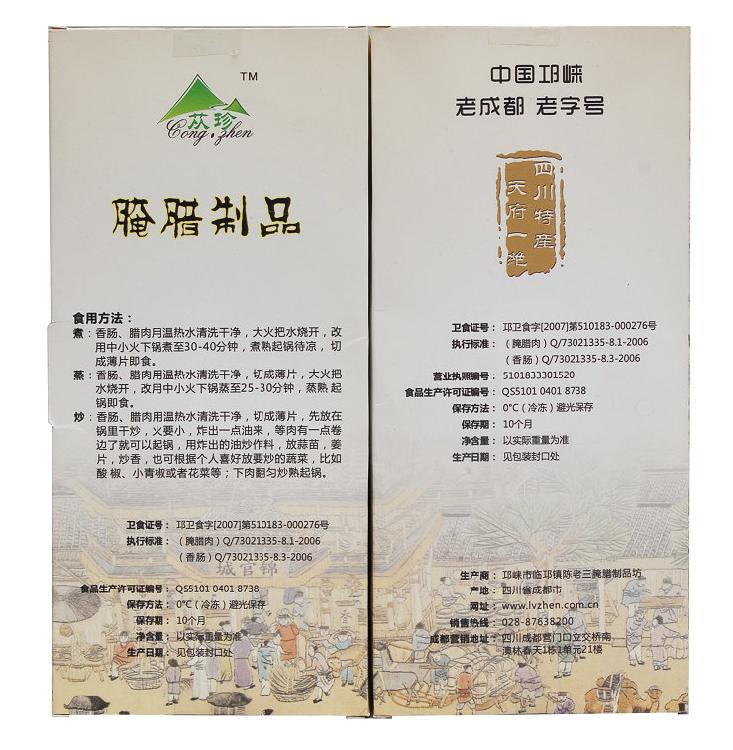 TM
苁珍
Cong.zhen
腌腊制品
食用方法：
煮：香肠、腊肉用温热水清洗干净，大火把水烧开，改
用中小火下锅煮至30-40分钟，煮熟起锅待凉，切
成薄片即食。
蒸：香肠、腊肉用温热水清洗干净，切成薄片，大火把
水烧开，改用中小火下锅蒸至25-30分钟，蒸熟 起
锅即食。
炒：香肠、腊肉用温热水清洗干净，切成薄片，先放在
锅里干炒，火要小，炸出一点油来，等肉有一点卷
边了就可以起锅，用炸出的油炒作料，放蒜苗，姜
片，炒香，也可根据个人喜好放要炒的蔬菜，比如
酸 椒、小青椒或者花菜等；下肉翻匀炒熟起锅。
卫食证号：邛卫食字[2007]第510183-000276号
执行标准：（腌腊肉）Q/73021335-8.1-2006
（香肠）Q/73021335-8.3-2006
城官锦
食品生产许可证编号：QS5101 0401 8738
保存方法：0℃（冷冻）避光保存
保存期：10个月
净含量：以实际重量为准
生产日期：见包装封口处
中国邛崃
老成都 老字号
四川特産
天府一绝
卫食证号：邛卫食字[2007]第510183-000276号
执行标准：（腌腊肉）Q/73021335-8.1-2006
（香肠）Q/73021335-8.3-2006
营业执照编号：5101833301520
食品生产许可证编号：QS5101 0401 8738
保存方法：0℃（冷冻）避光保存
保存期：10个月
净含量：以实际重量为准
生产日期：见包装封口处
生产商：邛崃市临邛镇陈老三腌腊制品坊
产地：四川省成都市
网址：www.lvzhen.com.cn
销售热线：028-87638200
成都营销地址：四川成都营门口立交桥南
澳林春天1栋1单元21楼